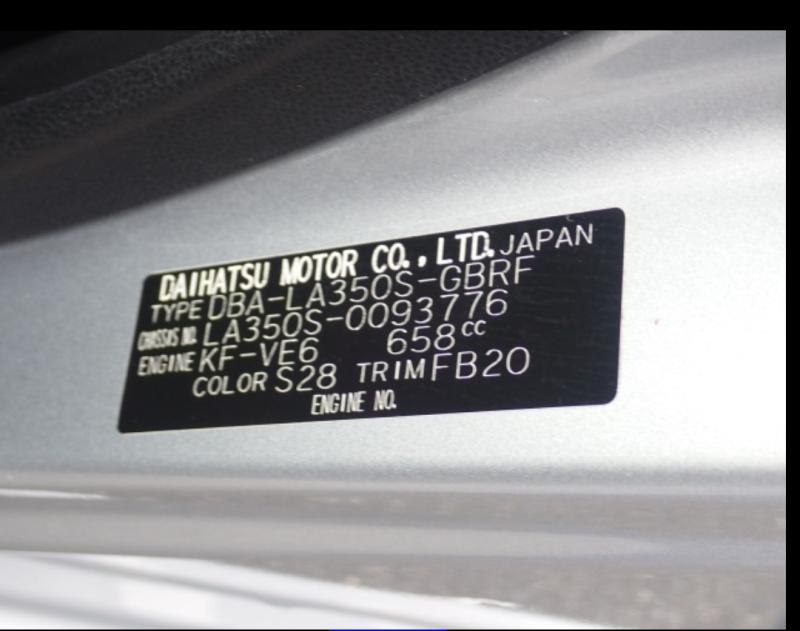 DAIHATSU MOTOR CO., LTD. JAPAN
TYPE DBA-LA350S-GBRF
CHASSIS NO. LA350S-0093776
ENGINE KF-VE6 658cc
COLOR S28 TRIM FB20
ENGINE NO.